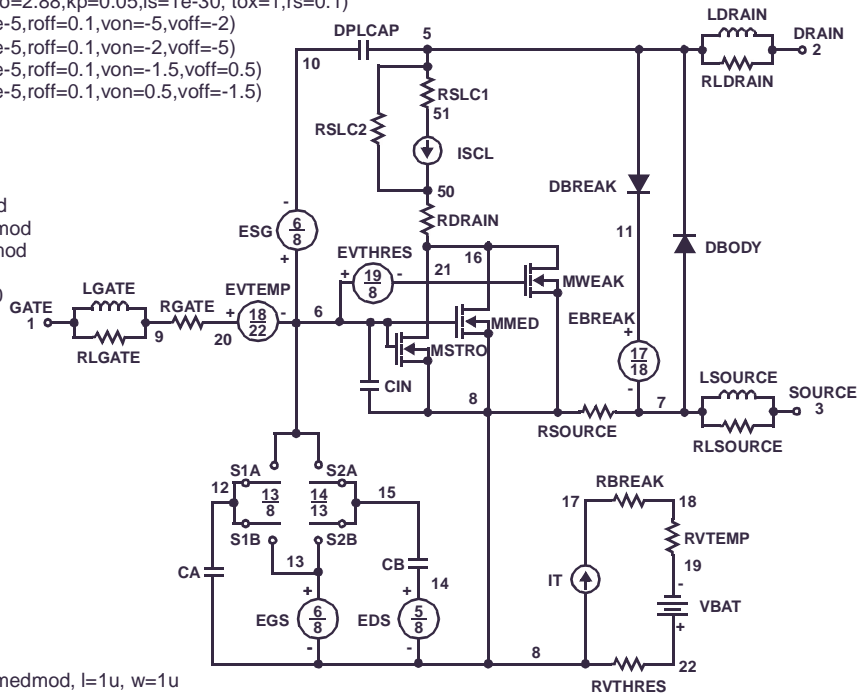 o=2.88,kp=0.05,is=1e-30, tox=1,rs=0.1)
e-5,roff=0.1,von=-5,voff=-2)
e-5,roff=0.1,von=-2,voff=-5)
e-5,roff=0.1,von=-1.5,voff=0.5)
e-5,roff=0.1,von=0.5,voff=-1.5)
d
mod
mod
0
medmod, l=1u, w=1u
DPLCAP
5
10
LDRAIN
DRAIN
2
RLDRAIN
RSLC1
51
RSLC2
ISCL
50
RDRAIN
DBREAK
11
DBODY
-
ESG
6
8
+
EVTHRES
+
19
8
-
16
21
MWEAK
LGATE
GATE
1
RLGATE
9
RGATE
20
EVTEMP
+
18
22
-
6
MMED
MSTRO
CIN
EBREAK
+
17
18
-
8
7
RSOURCE
LSOURCE
SOURCE
3
RLSOURCE
S1A
S2A
12
13
8
14
13
15
S1B
S2B
13
CA
CB
14
+
EGS
6
8
-
+
EDS
5
8
-
RBREAK
17
18
RVTEMP
19
IT
-
VBAT
+
8
22
RVTHRES